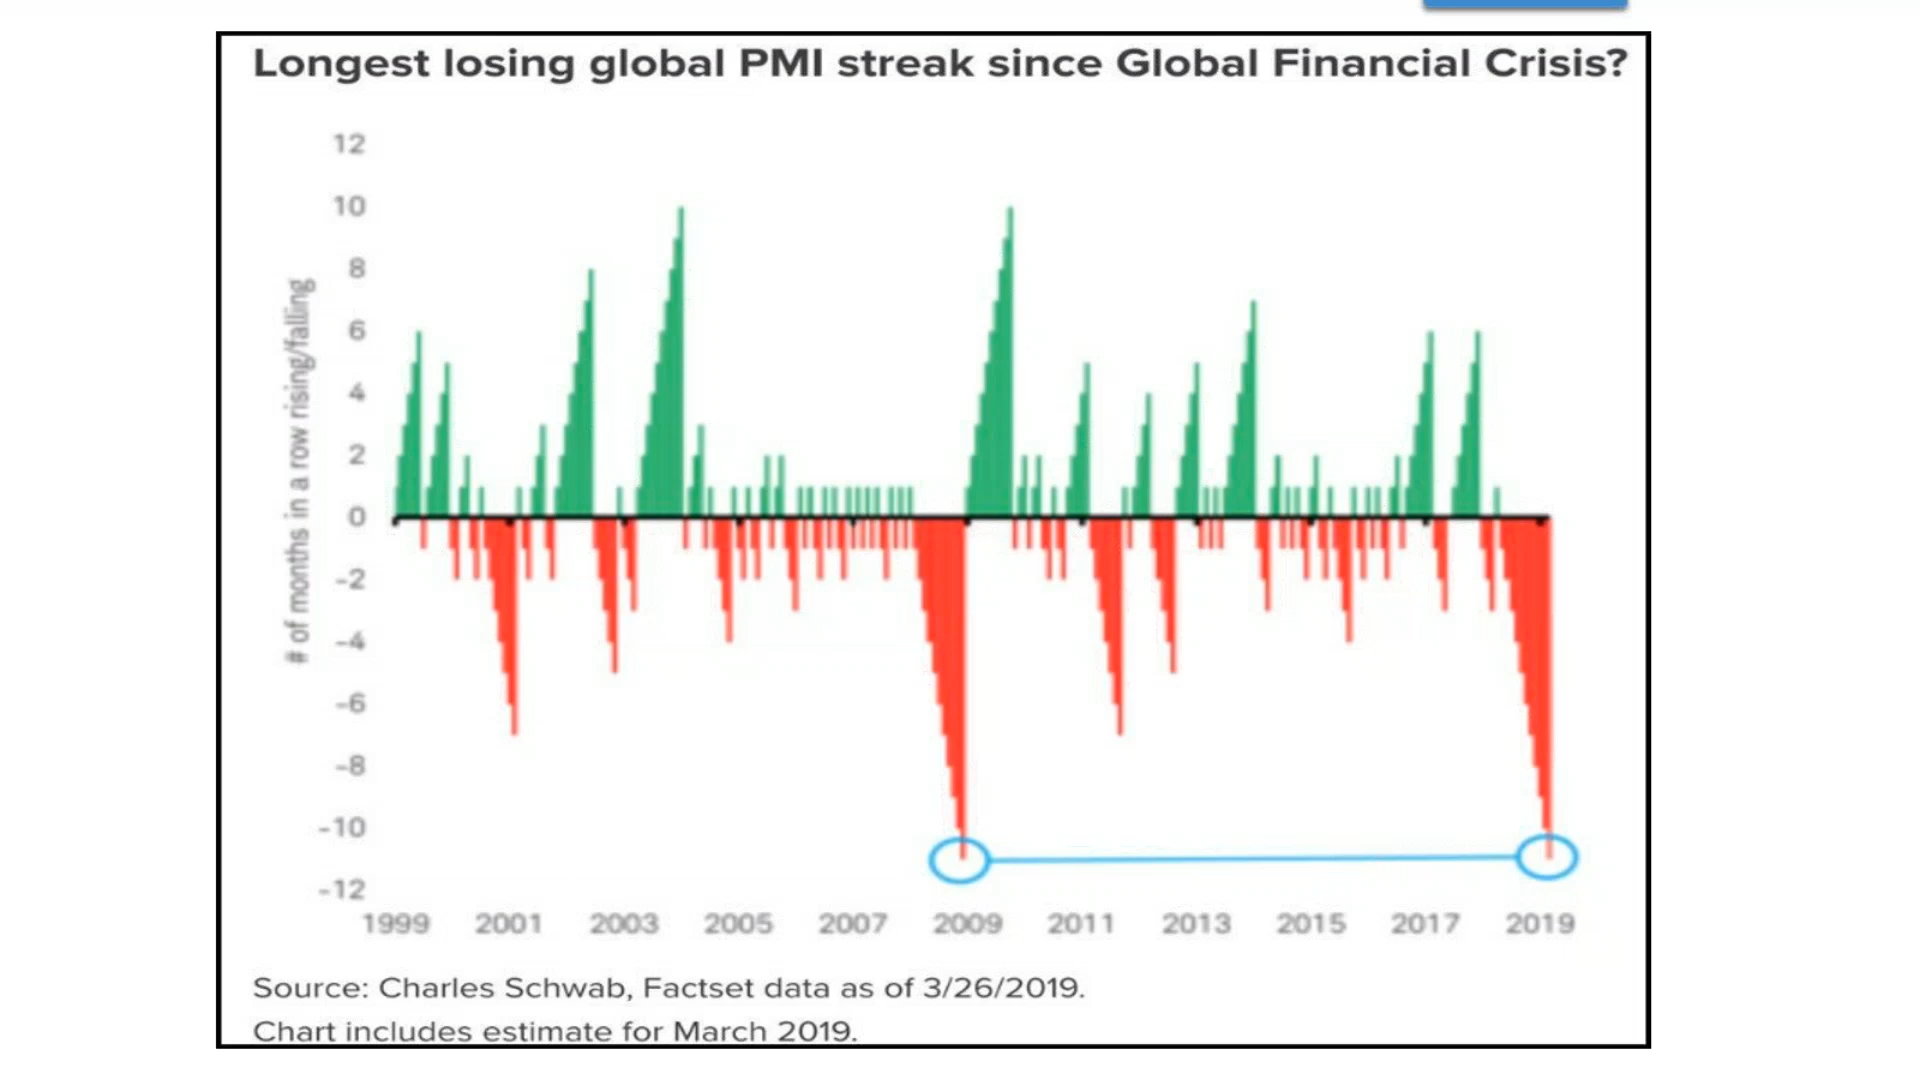 Longest losing global PMI streak since Global Financial Crisis?
12
10
8
6
4
2
0
-2
-4
-6
-8
-10
-12
# of months in a row rising/falling
1999 2001 2003 2005 2007 2009 2011 2013 2015 2017 2019
Source: Charles Schwab, Factset data as of 3/26/2019.
Chart includes estimate for March 2019.